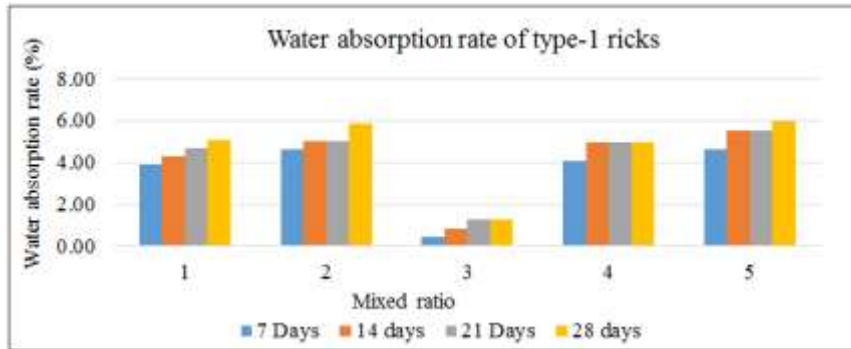 Water absorption rate of type-1 ricks
Water absorption rate (%)
8.00
6.00
4.00
2.00
0.00
1 2 3 4 5
Mixed ratio
7 Days 14 days 21 Days 28 days